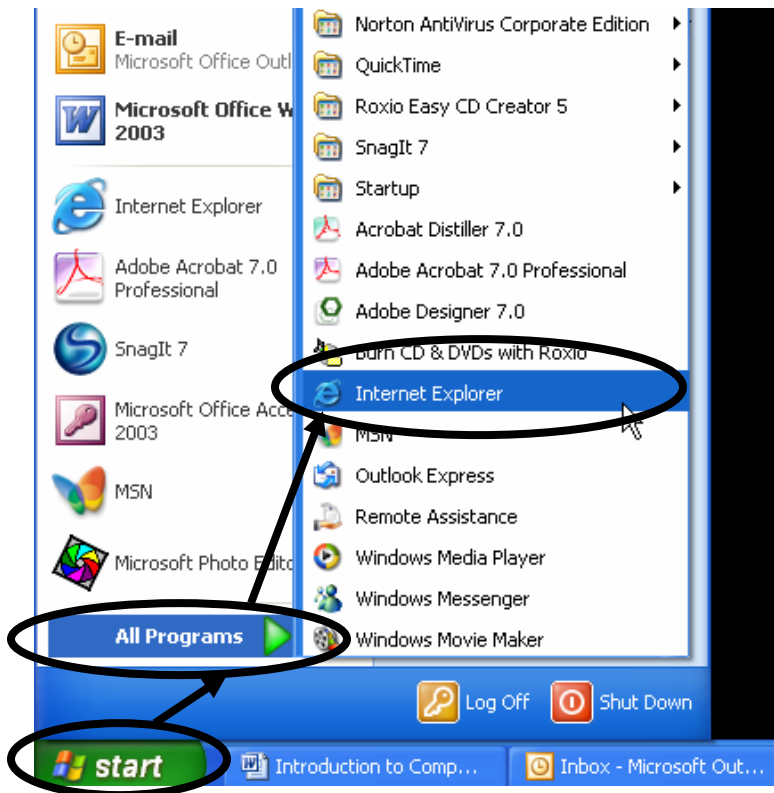 E-mail
Microsoft Office Outl
Microsoft Office W
2003
Internet Explorer
Adobe Acrobat 7.0
Professional
SnagIt 7
Microsoft Office Acce
2003
MSN
Microsoft Photo Edito
All Programs
Norton AntiVirus Corporate Edition
QuickTime
Roxio Easy CD Creator 5
SnagIt 7
Startup
Acrobat Distiller 7.0
Adobe Acrobat 7.0 Professional
Adobe Designer 7.0
Burn CD & DVDs with Roxio
Internet Explorer
MSN
Outlook Express
Remote Assistance
Windows Media Player
Windows Messenger
Windows Movie Maker
Log Off
Shut Down
start
Introduction to Comp...
Inbox - Microsoft Out...